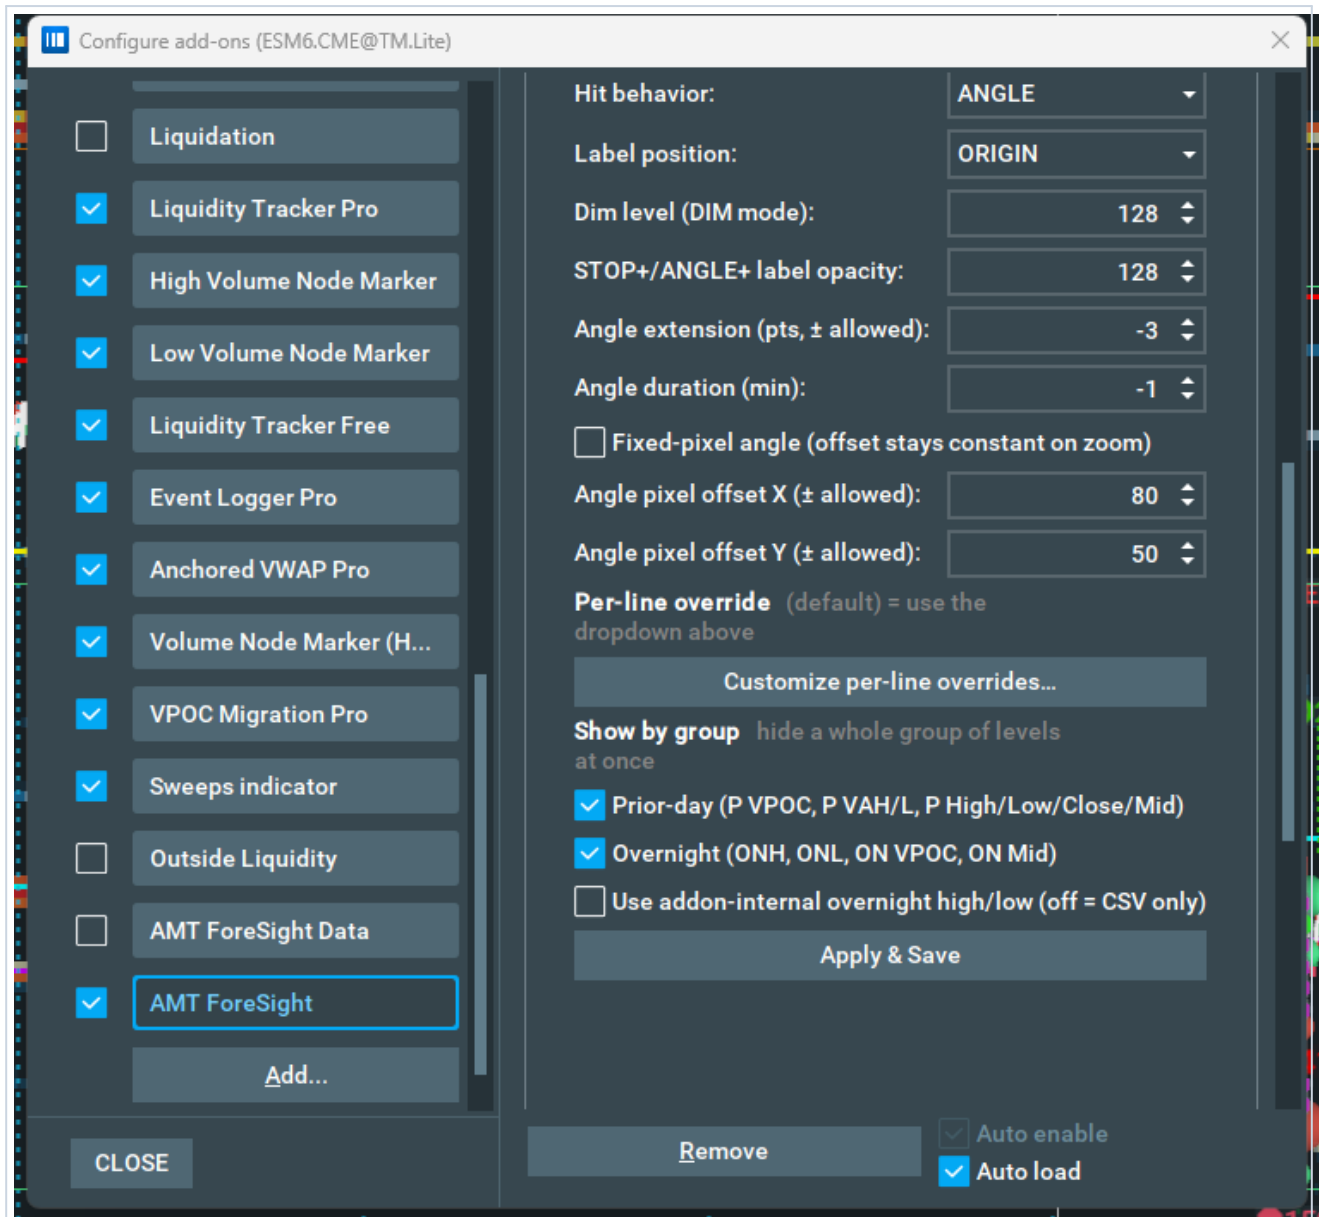 Configure add-ons (ESM6.CME@TM.Lite)
Liquidation
Liquidity Tracker Pro
High Volume Node Marker
Low Volume Node Marker
Liquidity Tracker Free
Event Logger Pro
Anchored VWAP Pro
Volume Node Marker (H...
VPOC Migration Pro
Sweeps indicator
Outside Liquidity
AMT ForeSight Data
AMT ForeSight
Add...
CLOSE
Hit behavior: ANGLE
Label position: ORIGIN
Dim level (DIM mode): 128
STOP+/ANGLE+ label opacity: 128
Angle extension (pts, ± allowed): -3
Angle duration (min): -1
Fixed-pixel angle (offset stays constant on zoom)
Angle pixel offset X (± allowed): 80
Angle pixel offset Y (± allowed): 50
Per-line override (default) = use the
dropdown above
Customize per-line overrides...
Show by group hide a whole group of levels
at once
Prior-day (P VPOC, P VAH/L, P High/Low/Close/Mid)
Overnight (ONH, ONL, ON VPOC, ON Mid)
Use addon-internal overnight high/low (off = CSV only)
Apply & Save
Remove
Auto enable
Auto load